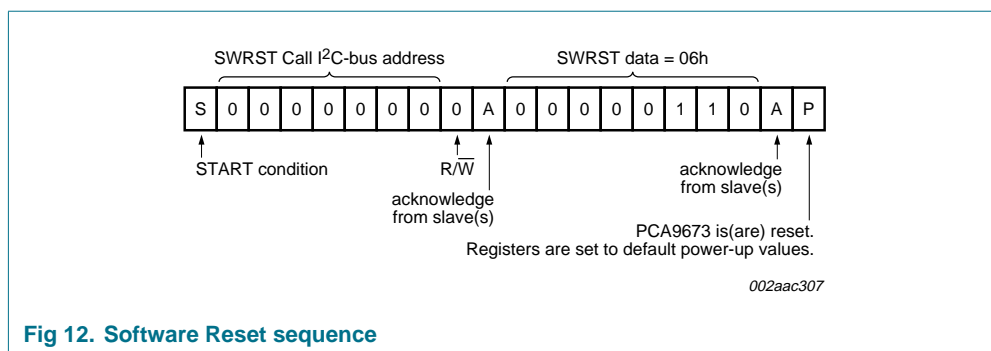 SWRST Call I2C-bus address SWRST data = 06h
S 0 0 0 0 0 0 0 0 A 0 0 0 0 0 1 1 0 A P
START condition R/W acknowledge
acknowledge from slave(s)
from slave(s)
PCA9673 is(are) reset.
Registers are set to default power-up values.
002aac307
Fig 12. Software Reset sequence